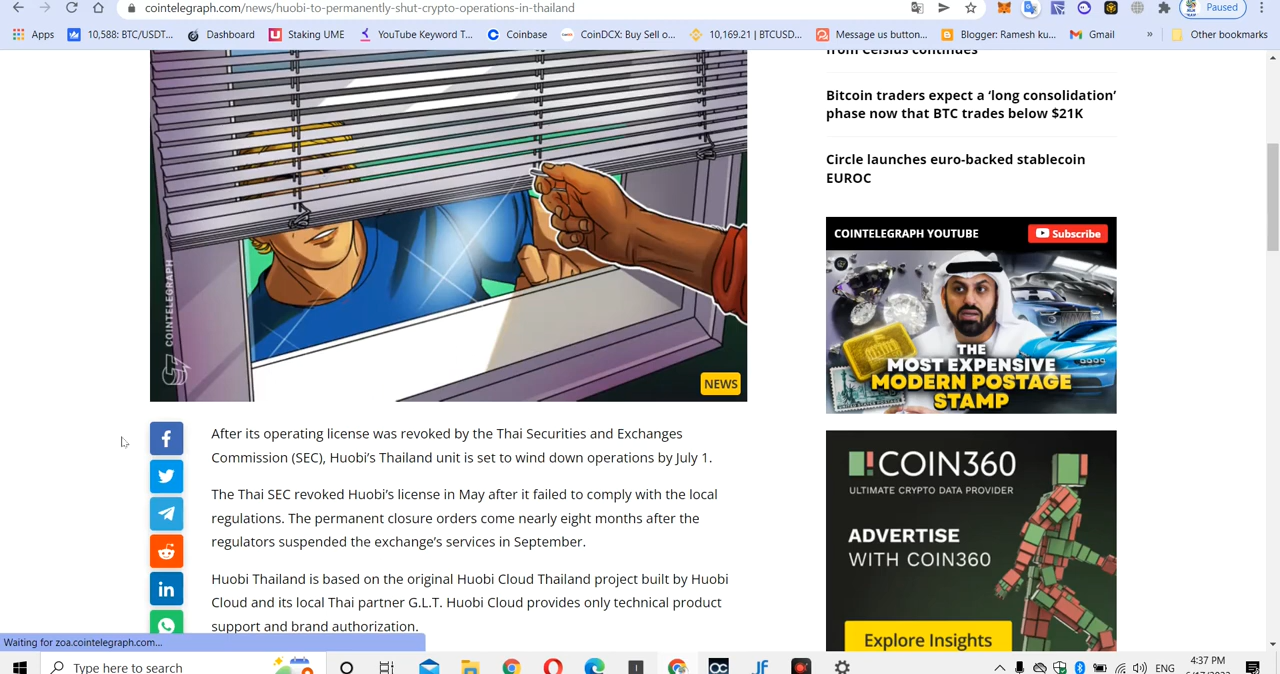 cointelegraph.com/news/huobi-to-permanently-shut-crypto-operations-in-thailand
Paused
Apps
10,588: BTC/USDT...
Dashboard
Staking UME
YouTube Keyword T...
Coinbase
CoinDCX: Buy Sell o...
10,169.21 | BTCUSD...
Message us button...
Blogger: Ramesh ku...
Gmail
»
Other bookmarks
from Celsius continues
Bitcoin traders expect a ‘long consolidation’
phase now that BTC trades below $21K
Circle launches euro-backed stablecoin
EUROC
COINTELEGRAPH YOUTUBE
Subscribe
THE
MOST EXPENSIVE
MODERN POSTAGE
STAMP
COINTELEGRAPH
NEWS
After its operating license was revoked by the Thai Securities and Exchanges
Commission (SEC), Huobi’s Thailand unit is set to wind down operations by July 1.
The Thai SEC revoked Huobi’s license in May after it failed to comply with the local
regulations. The permanent closure orders come nearly eight months after the
regulators suspended the exchange’s services in September.
Huobi Thailand is based on the original Huobi Cloud Thailand project built by Huobi
Cloud and its local Thai partner G.L.T. Huobi Cloud provides only technical product
support and brand authorization.
COIN360
ULTIMATE CRYPTO DATA PROVIDER
ADVERTISE
WITH COIN360
Explore Insights
Waiting for zoa.cointelegraph.com...
Type here to search
ENG
4:37 PM